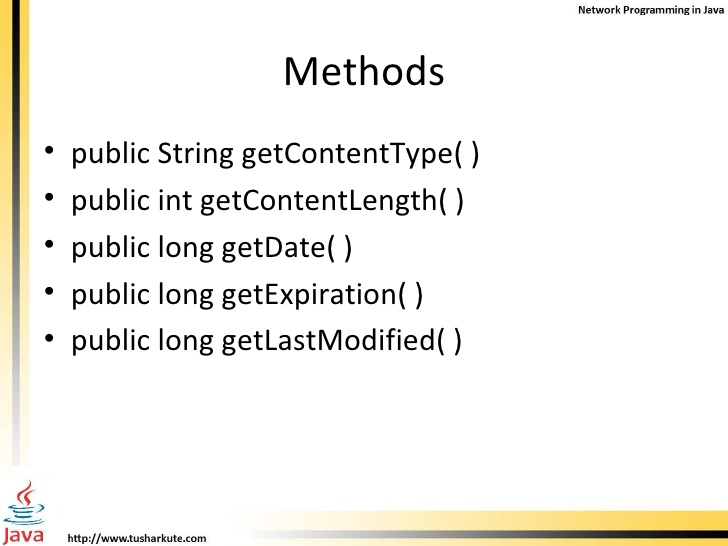 Network Programming in Java
Methods
• public String getContentType( )
• public int getContentLength( )
• public long getDate( )
• public long getExpiration( )
• public long getLastModified( )
Java
http://www.tusharkute.com